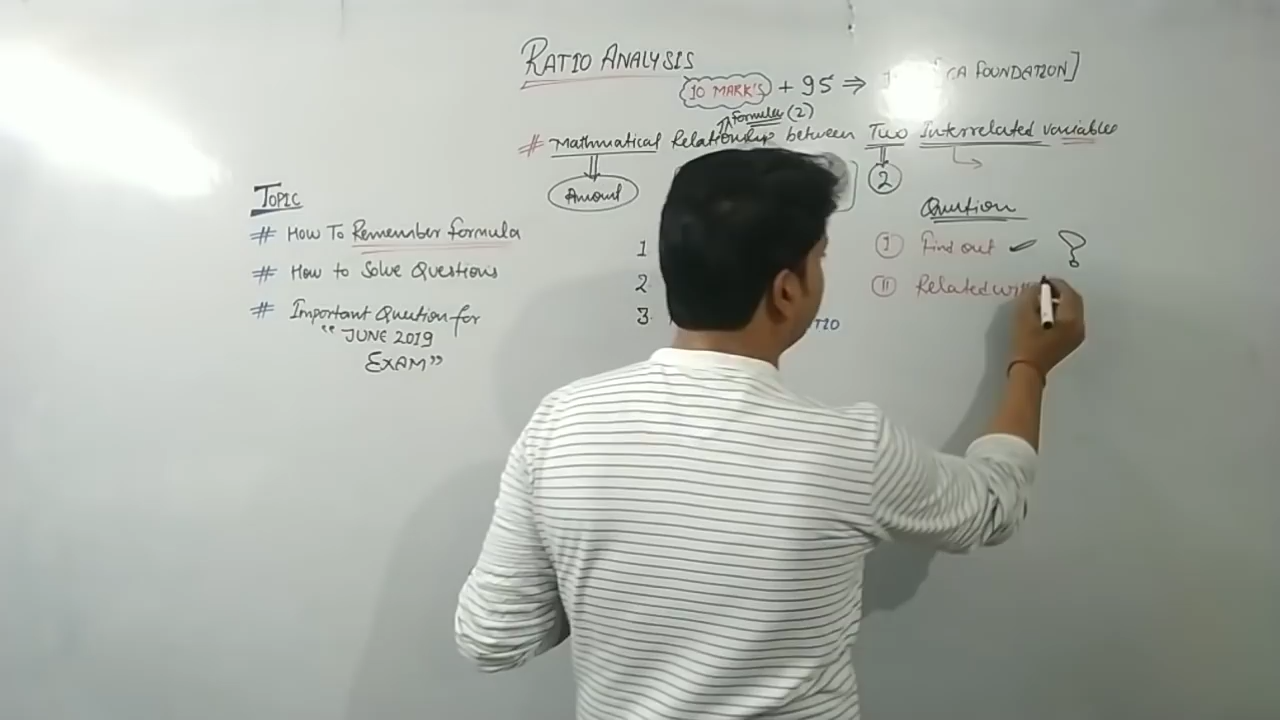 RATIO ANALYSIS
10 MARK'S + 95 ⇒ [CA FOUNDATION]
Formulas (2)
# Mathmatical Relationship between Two Interrelated variables
Amount
2
TOPIC
# How To Remember formula
# How to Solve Questions
# Important Question for
"JUNE 2019
EXAM"
1
2
3
Question
I Find out ?
II Related